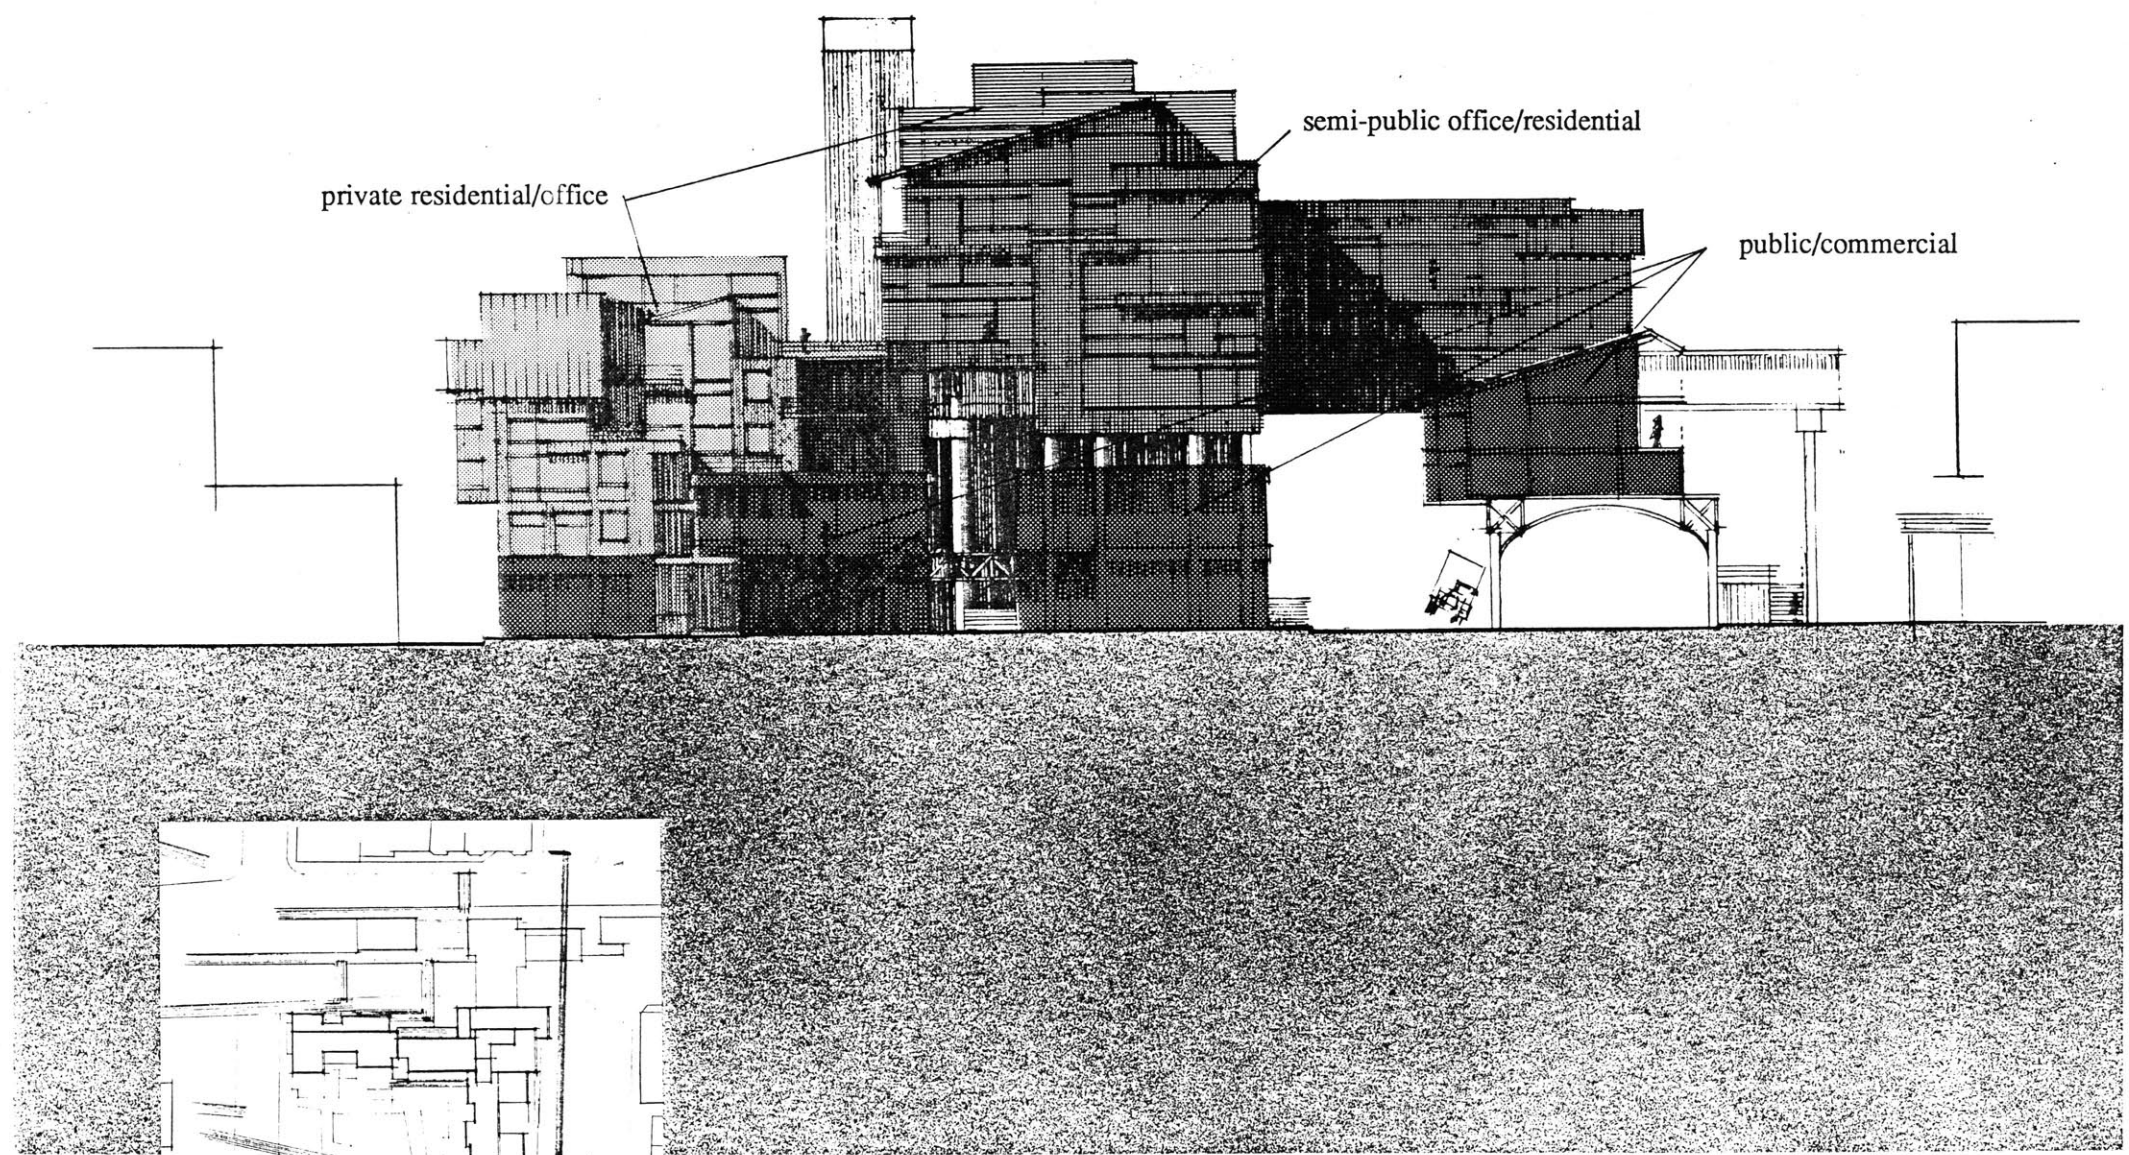 semi-public office/residential
private residential/office
public/commercial